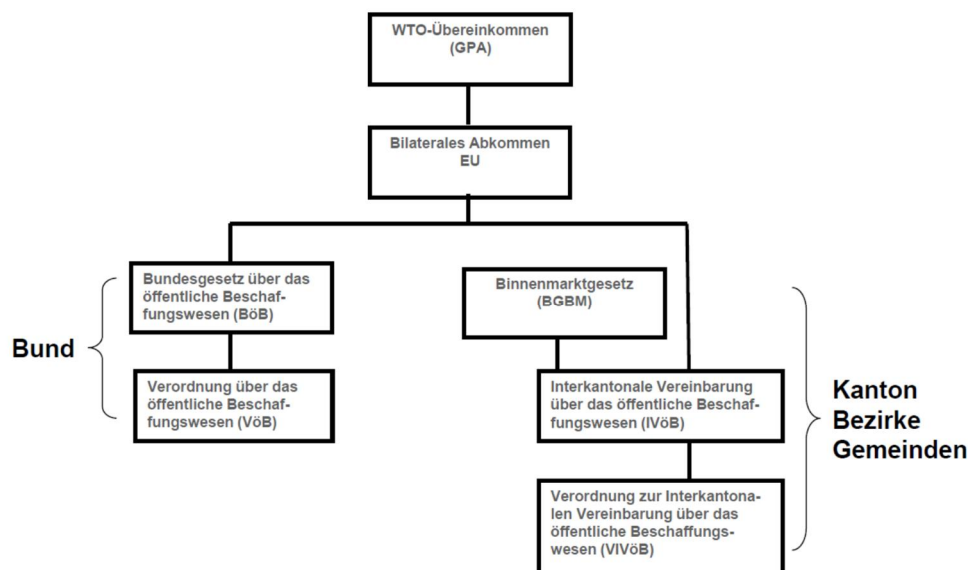 WTO-Übereinkommen
(GPA)
Bilaterales Abkommen
EU
Bundesgesetz über das
öffentliche Beschaf-
fungswesen (BöB)
Binnenmarktgesetz
(BGBM)
Bund
Verordnung über das
öffentliche Beschaf-
fungswesen (VöB)
Interkantonale Vereinbarung
über das öffentliche Beschaf-
fungswesen (IVöB)
Kanton
Bezirke
Gemeinden
Verordnung zur Interkantona-
len Vereinbarung über das
öffentliche Beschaffungs-
wesen (VIVöB)